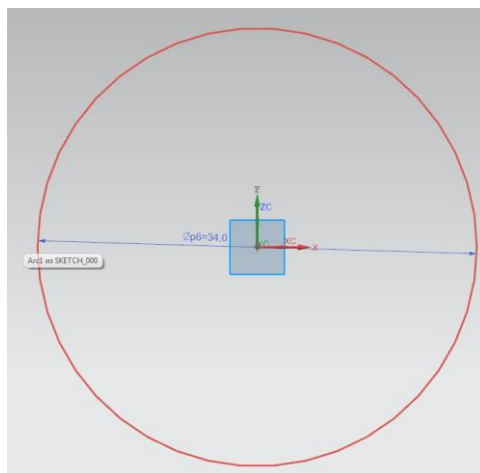 Z
ZC
Øp6=34,0
YC
XC
X
Arc1 из SKETCH_000